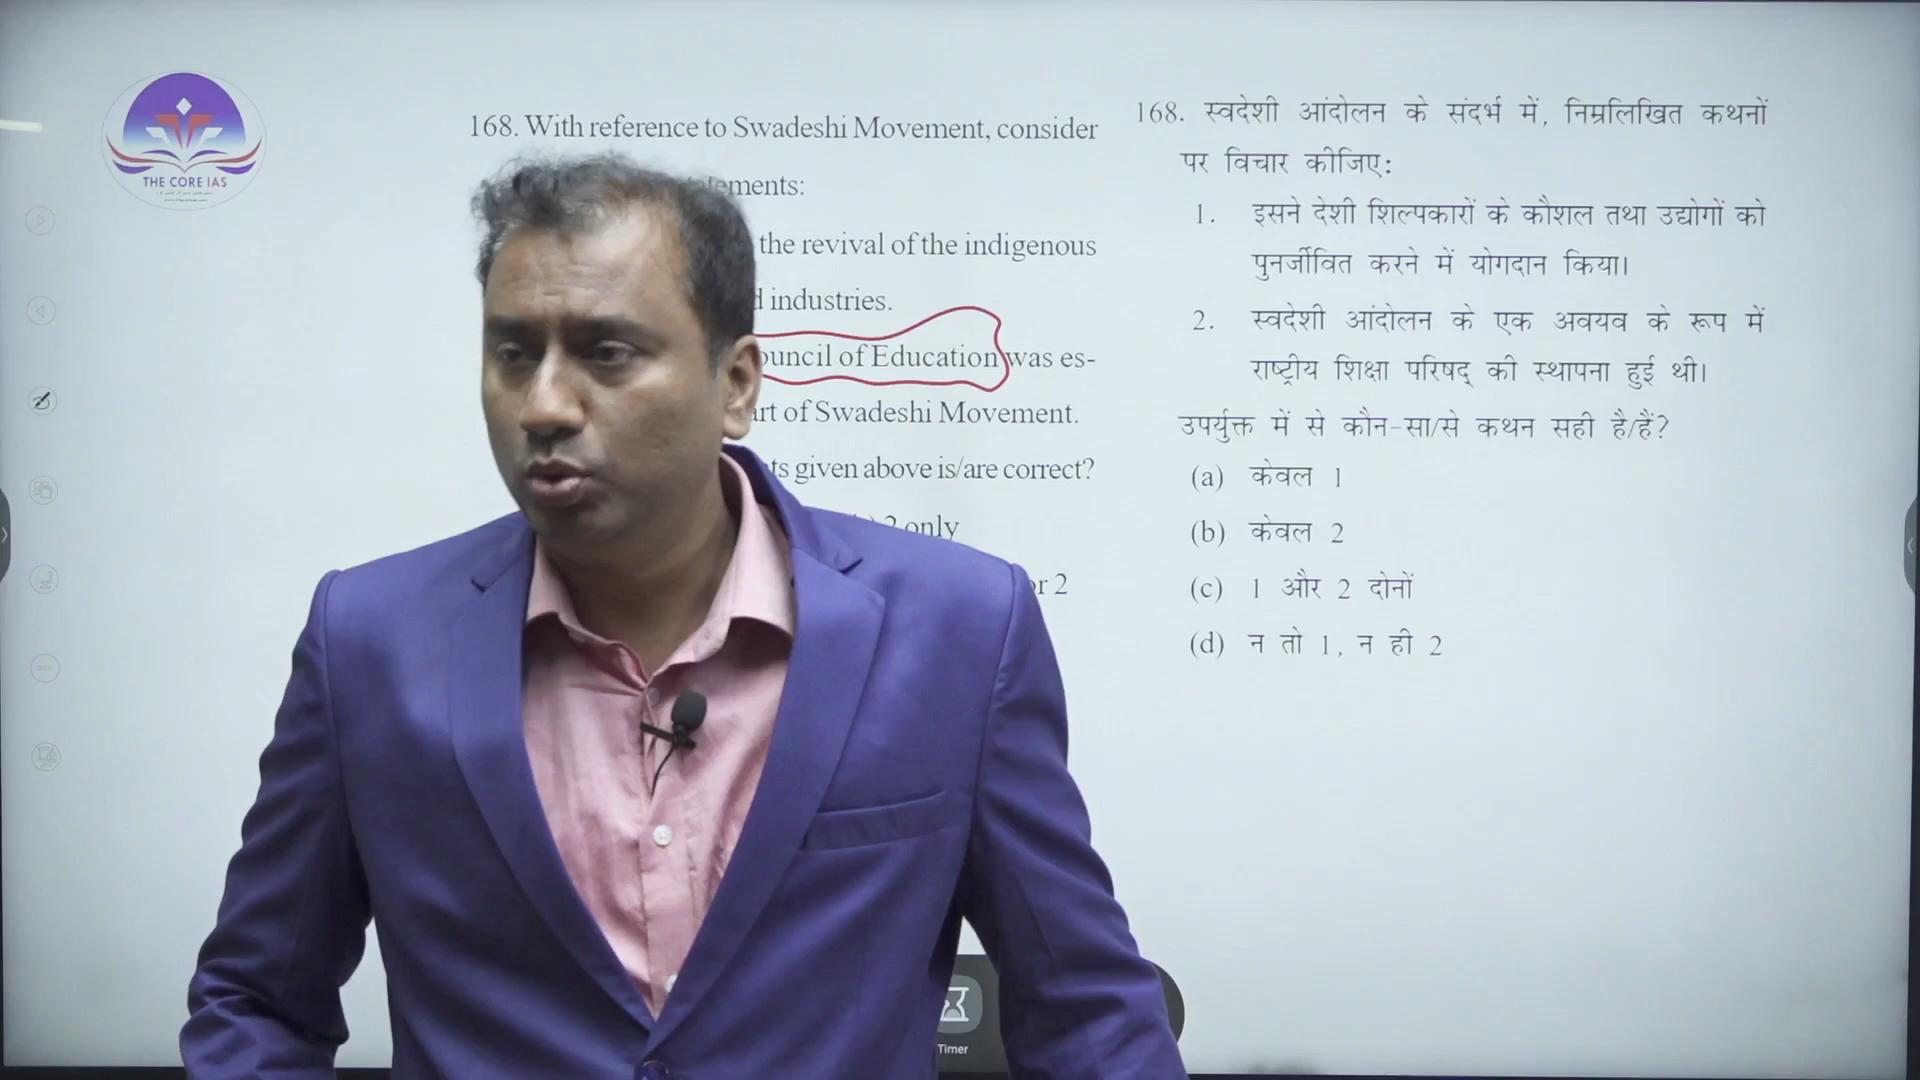 THE CORE IAS
168. With reference to Swadeshi Movement, consider
ements:
the revival of the indigenous
industries.
ouncil of Education was es-
art of Swadeshi Movement.
ts given above is/are correct?
2 only
or 2
168. स्वदेशी आंदोलन के संदर्भ में, निम्नलिखित कथनों
पर विचार कीजिए:
1. इसने देशी शिल्पकारों के कौशल तथा उद्योगों को
पुनर्जीवित करने में योगदान किया।
2. स्वदेशी आंदोलन के एक अवयव के रूप में
राष्ट्रीय शिक्षा परिषद् की स्थापना हुई थी।
उपर्युक्त में से कौन-सा/से कथन सही है/हैं?
(a) केवल 1
(b) केवल 2
(c) 1 और 2 दोनों
(d) न तो 1, न ही 2
Timer